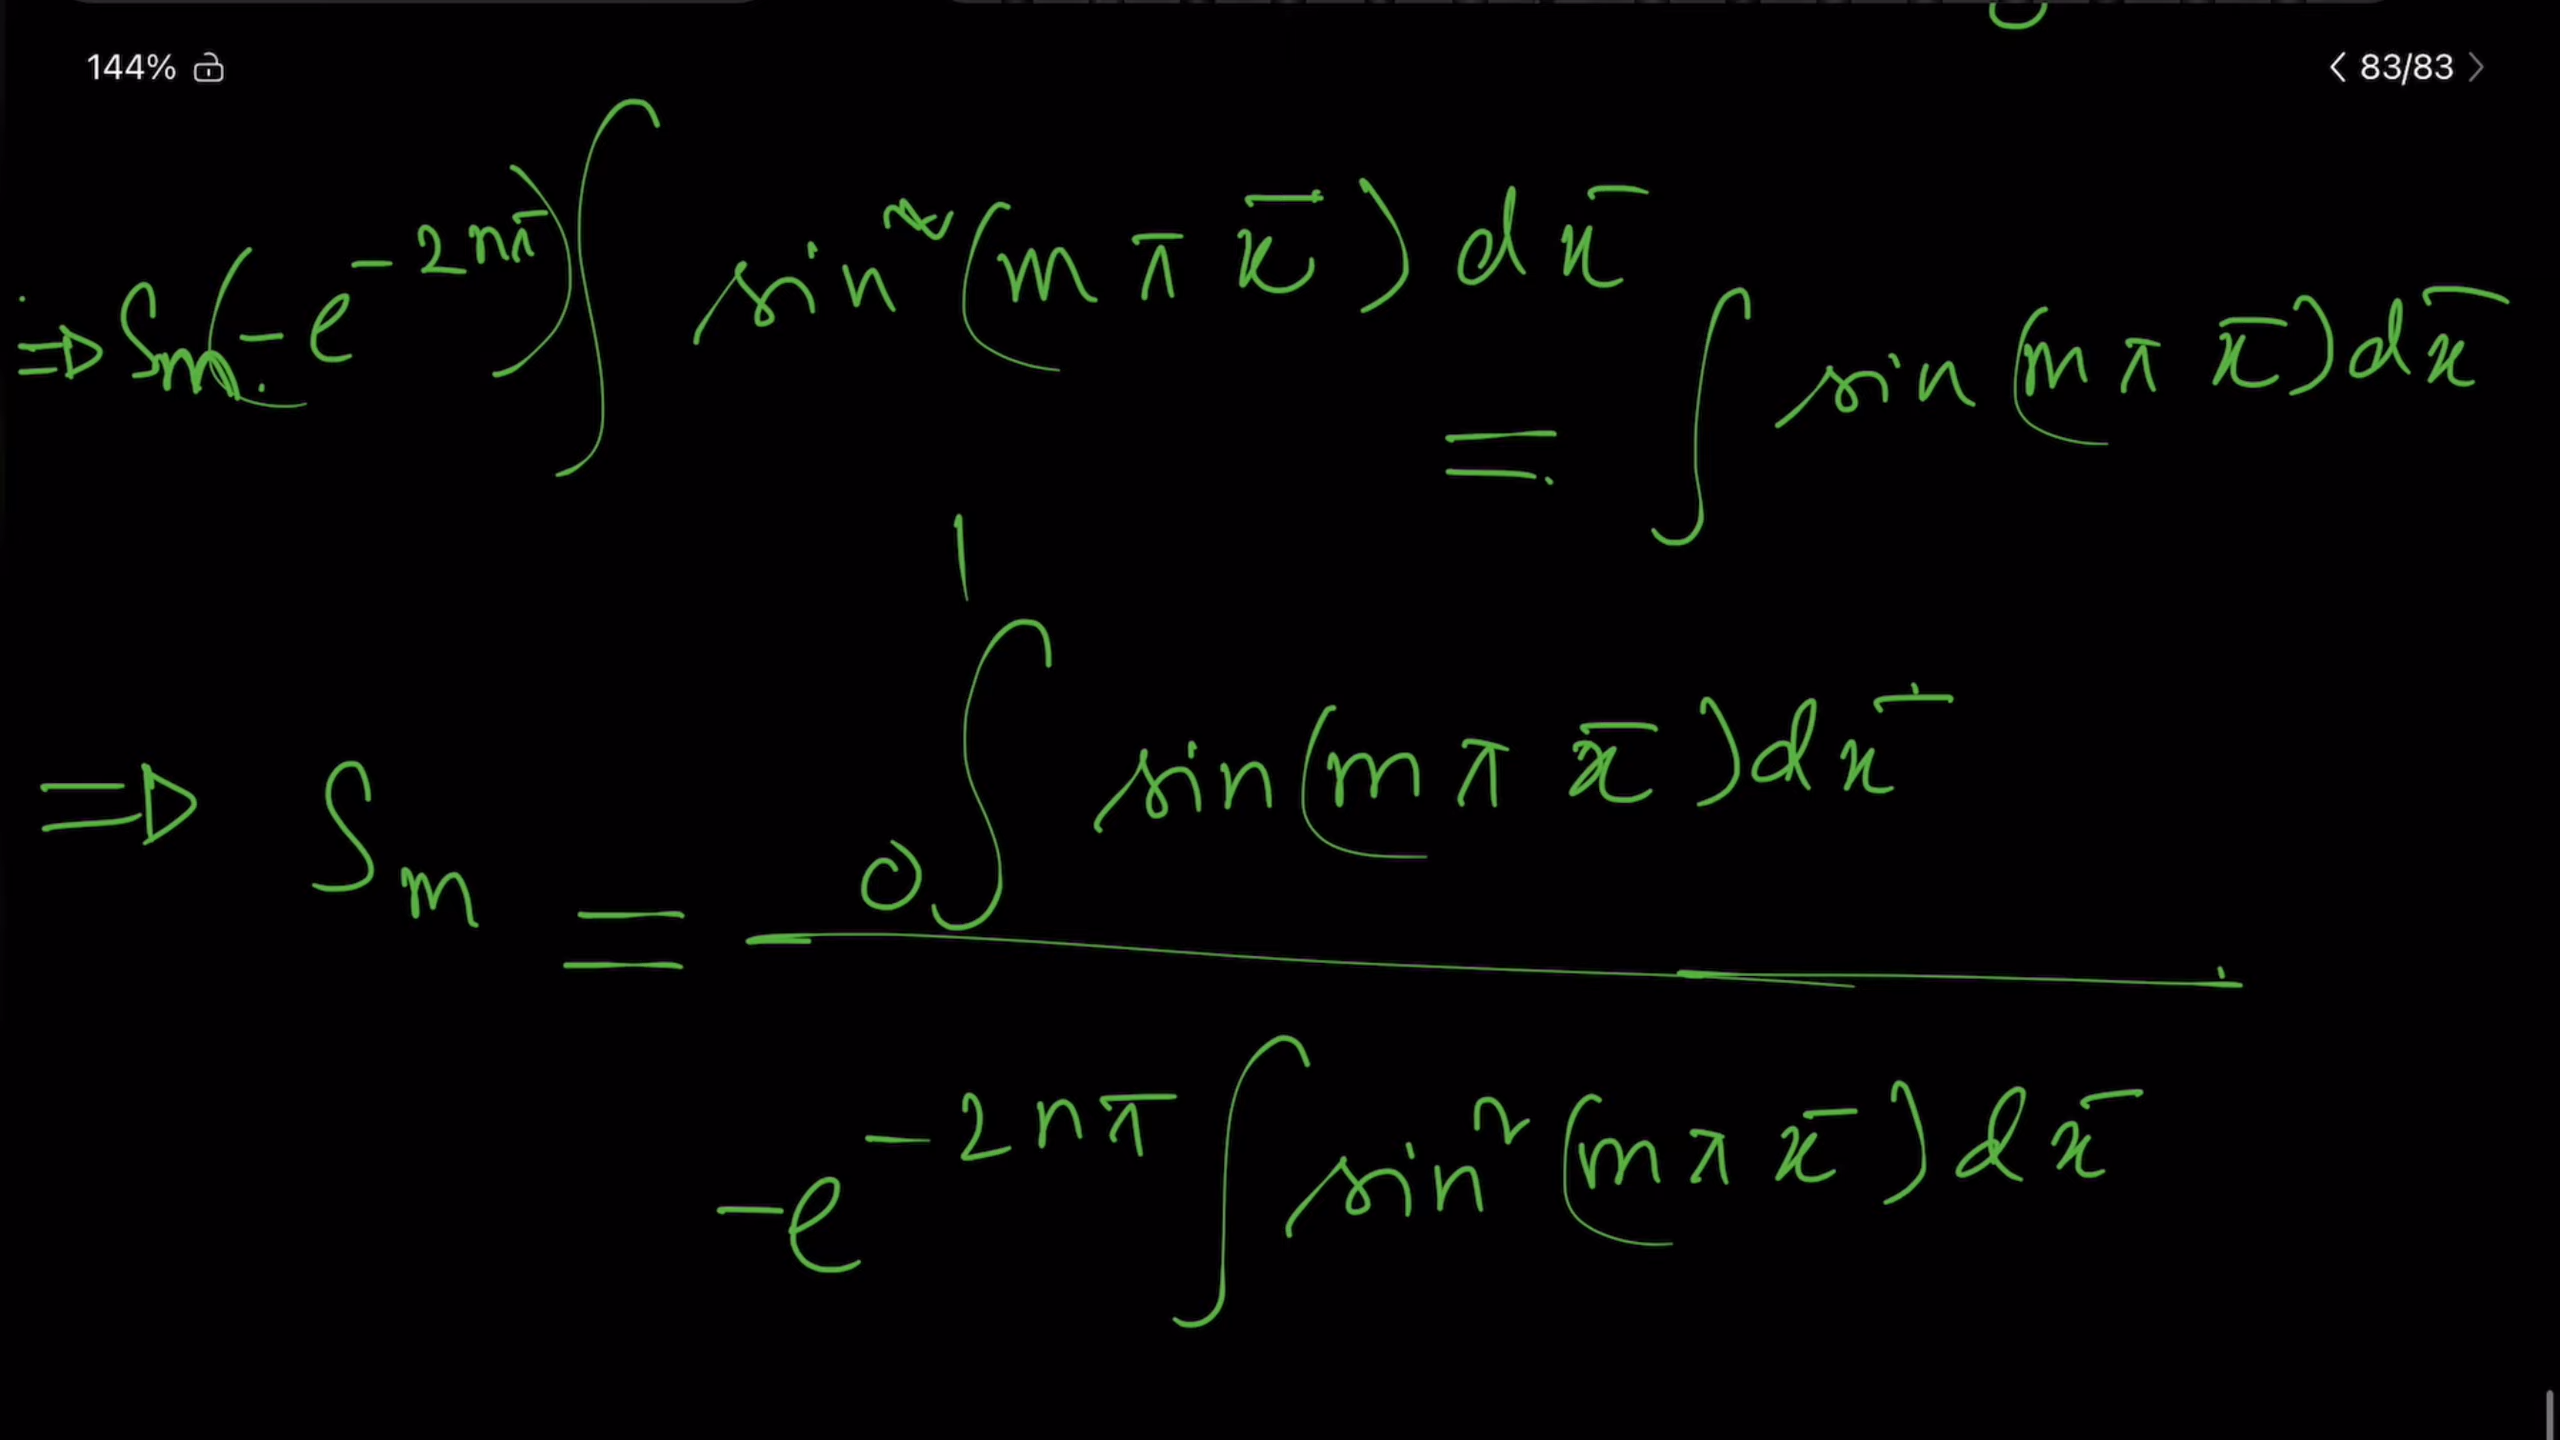 144% < 83/83 >
⇒ Sm(-e^{-2nπ}) ∫ sin²(mπx̄) dx̄
= ∫ sin(mπx̄)dx̄
⇒ Sm = 0∫1 sin(mπx̄)dx̄
-e^{-2nπ} ∫ sin²(mπx̄)dx̄